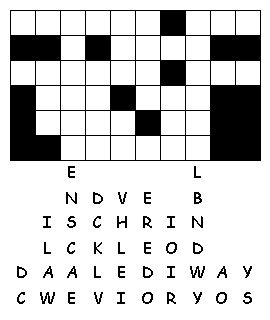 E L
N D V E B
I S C H R I N
L C K L E O D
D A A L E D I W A Y
C W E V I O R Y O S